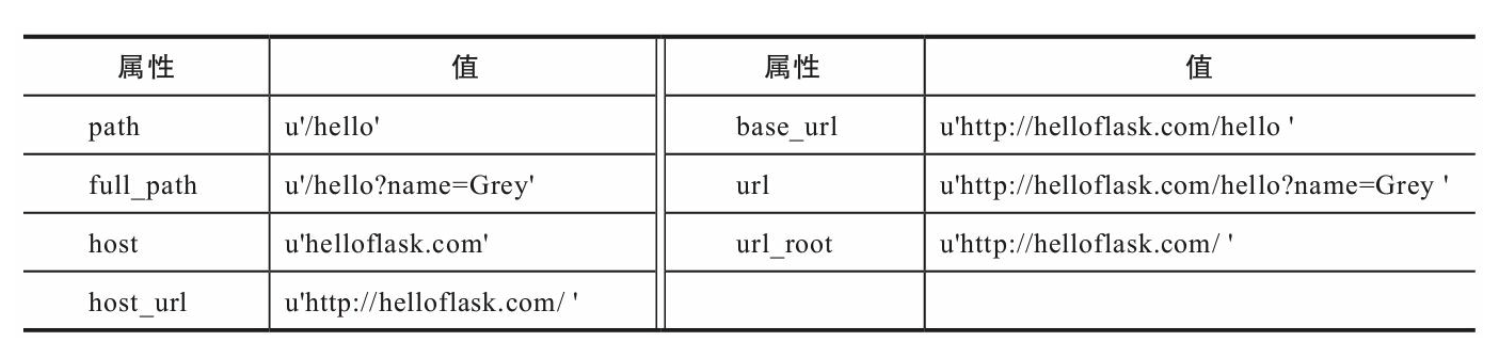 属性 值 属性 值
path u'/hello' base_url u'http://helloflask.com/hello '
full_path u'/hello?name=Grey' url u'http://helloflask.com/hello?name=Grey '
host u'helloflask.com' url_root u'http://helloflask.com/ '
host_url u'http://helloflask.com/ '